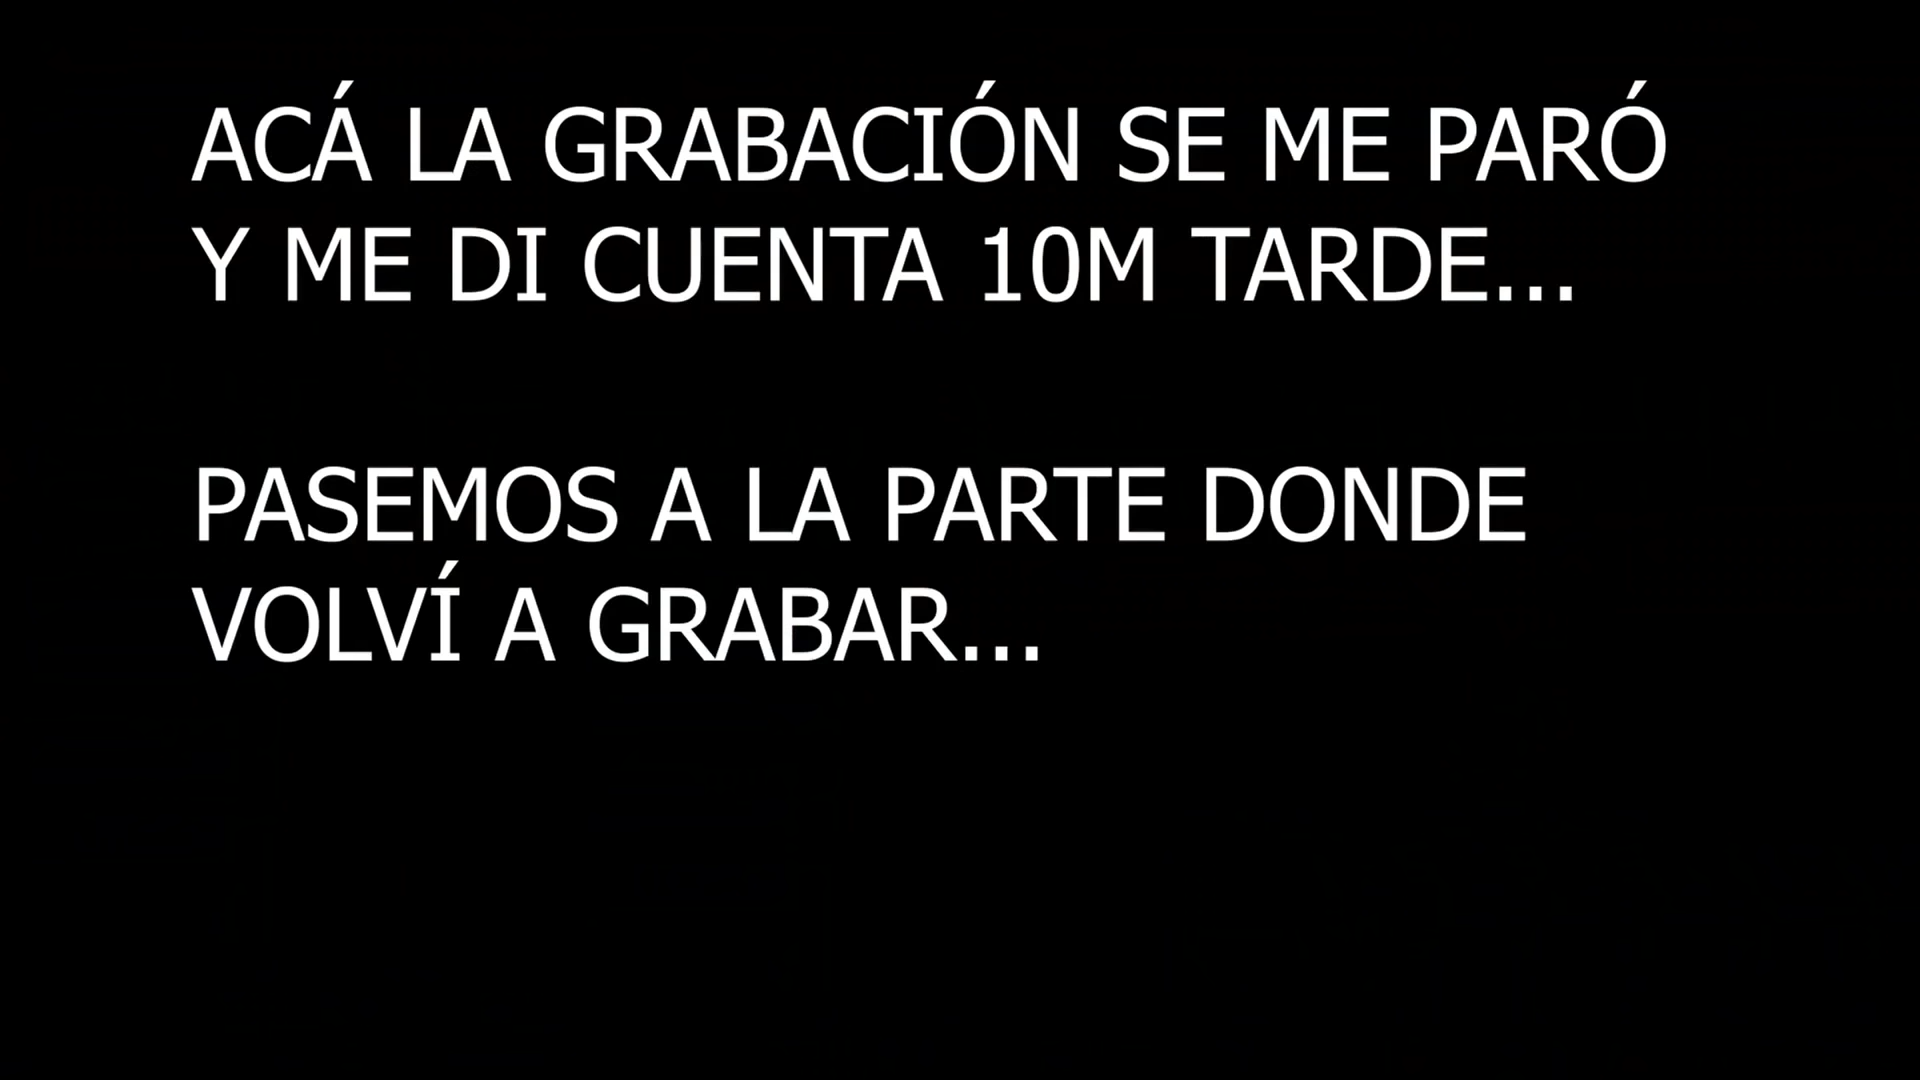 ACÁ LA GRABACIÓN SE ME PARÓ
Y ME DI CUENTA 10M TARDE...
PASEMOS A LA PARTE DONDE
VOLVÍ A GRABAR...